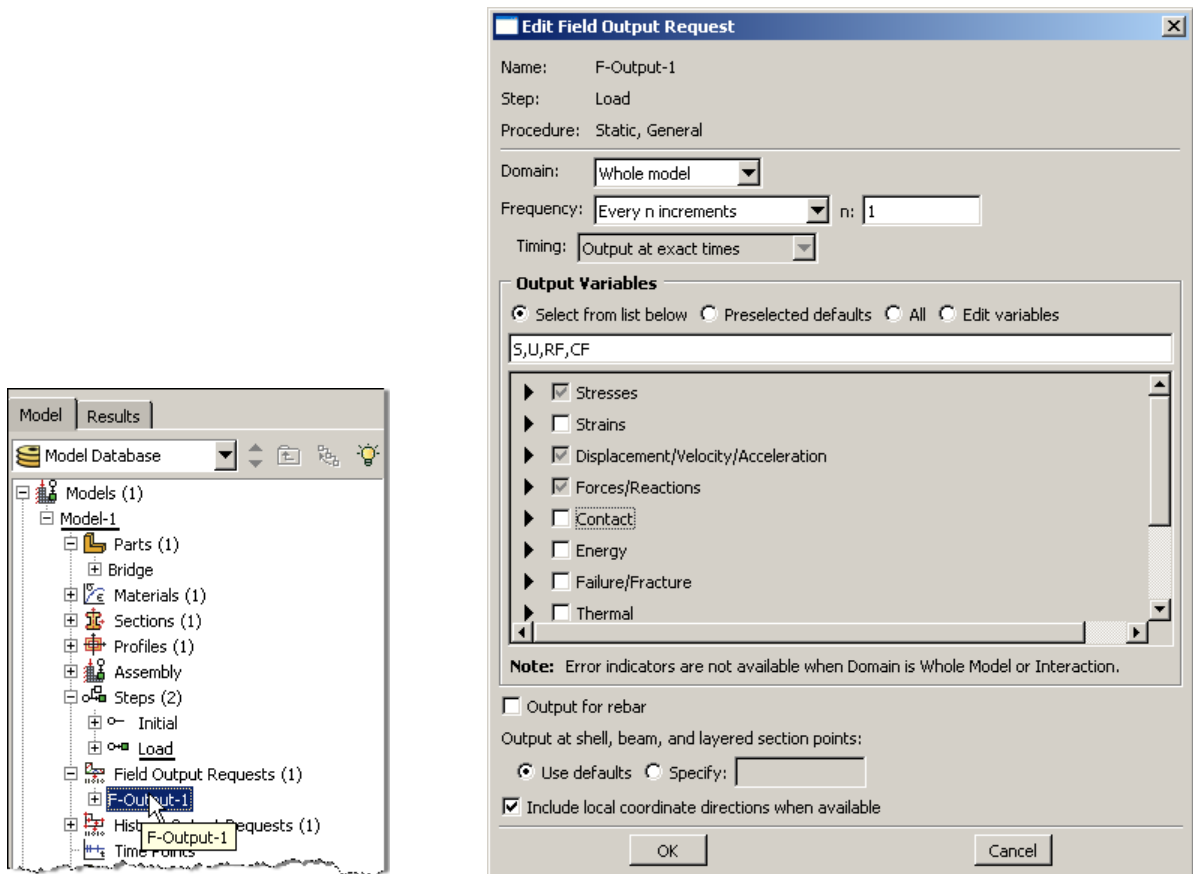 Edit Field Output Request
Name: F-Output-1
Step: Load
Procedure: Static, General
Domain: Whole model
Frequency: Every n increments n: 1
Timing: Output at exact times
Output Variables
Select from list below Preselected defaults All Edit variables
S,U,RF,CF
Stresses
Strains
Displacement/Velocity/Acceleration
Forces/Reactions
Contact
Energy
Failure/Fracture
Thermal
Note: Error indicators are not available when Domain is Whole Model or Interaction.
Output for rebar
Output at shell, beam, and layered section points:
Use defaults Specify:
Include local coordinate directions when available
OK Cancel
Model Results
Model Database
Models (1)
Model-1
Parts (1)
Bridge
Materials (1)
Sections (1)
Profiles (1)
Assembly
Steps (2)
Initial
Load
Field Output Requests (1)
F-Output-1
Requests (1)
F-Output-1
Time Points